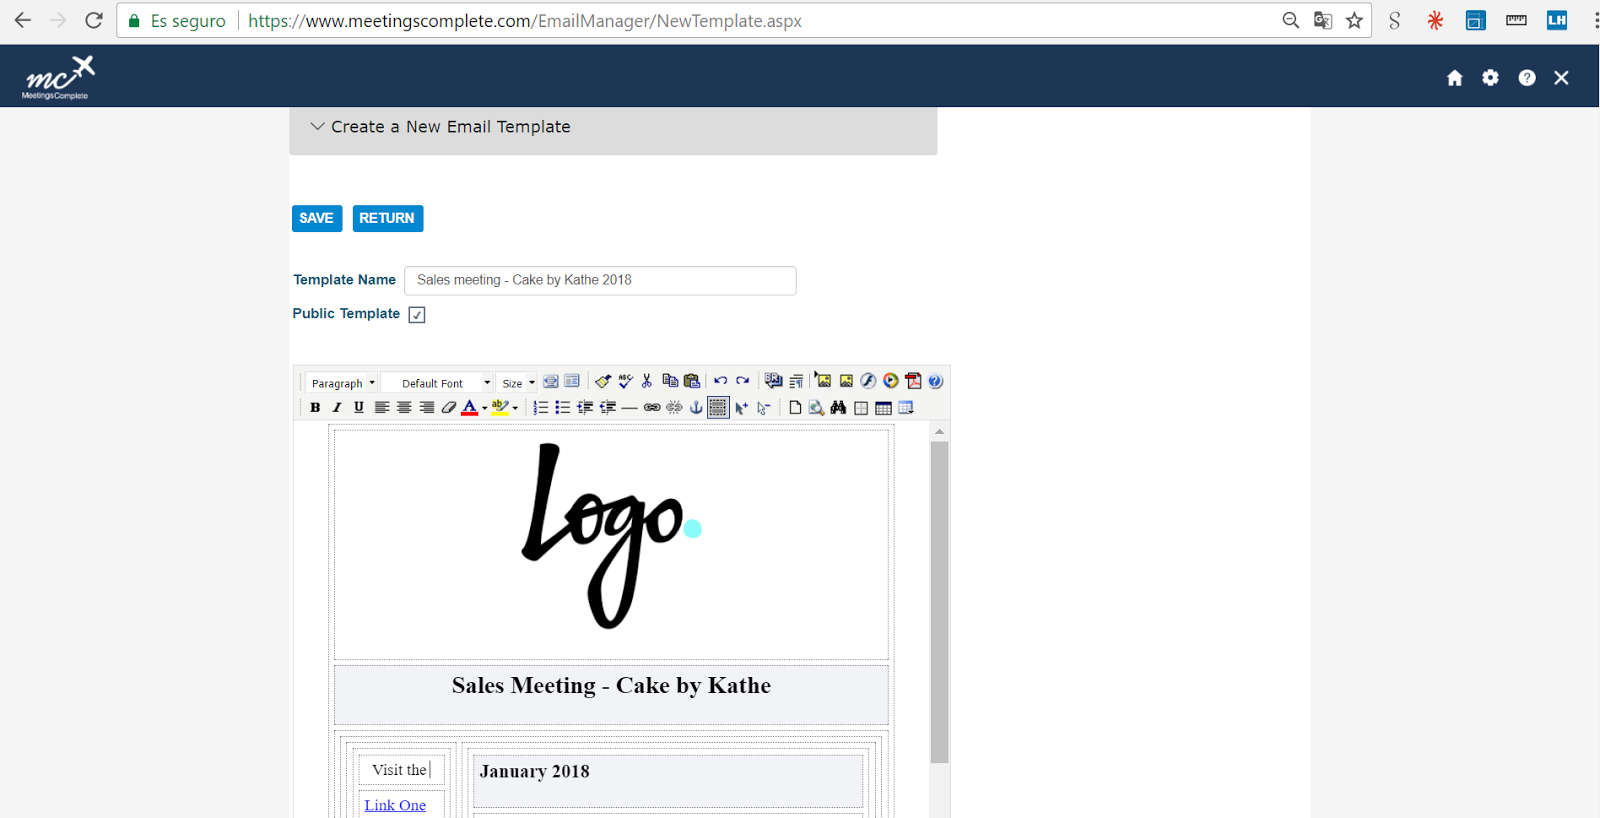 Es seguro https://www.meetingscomplete.com/EmailManager/NewTemplate.aspx
S
LH
mc
MeetingsComplete
Create a New Email Template
SAVE RETURN
Template Name Sales meeting - Cake by Kathe 2018
Public Template
Paragraph Default Font Size
B I U A ab
Logo.
Sales Meeting - Cake by Kathe
Visit the
January 2018
Link One